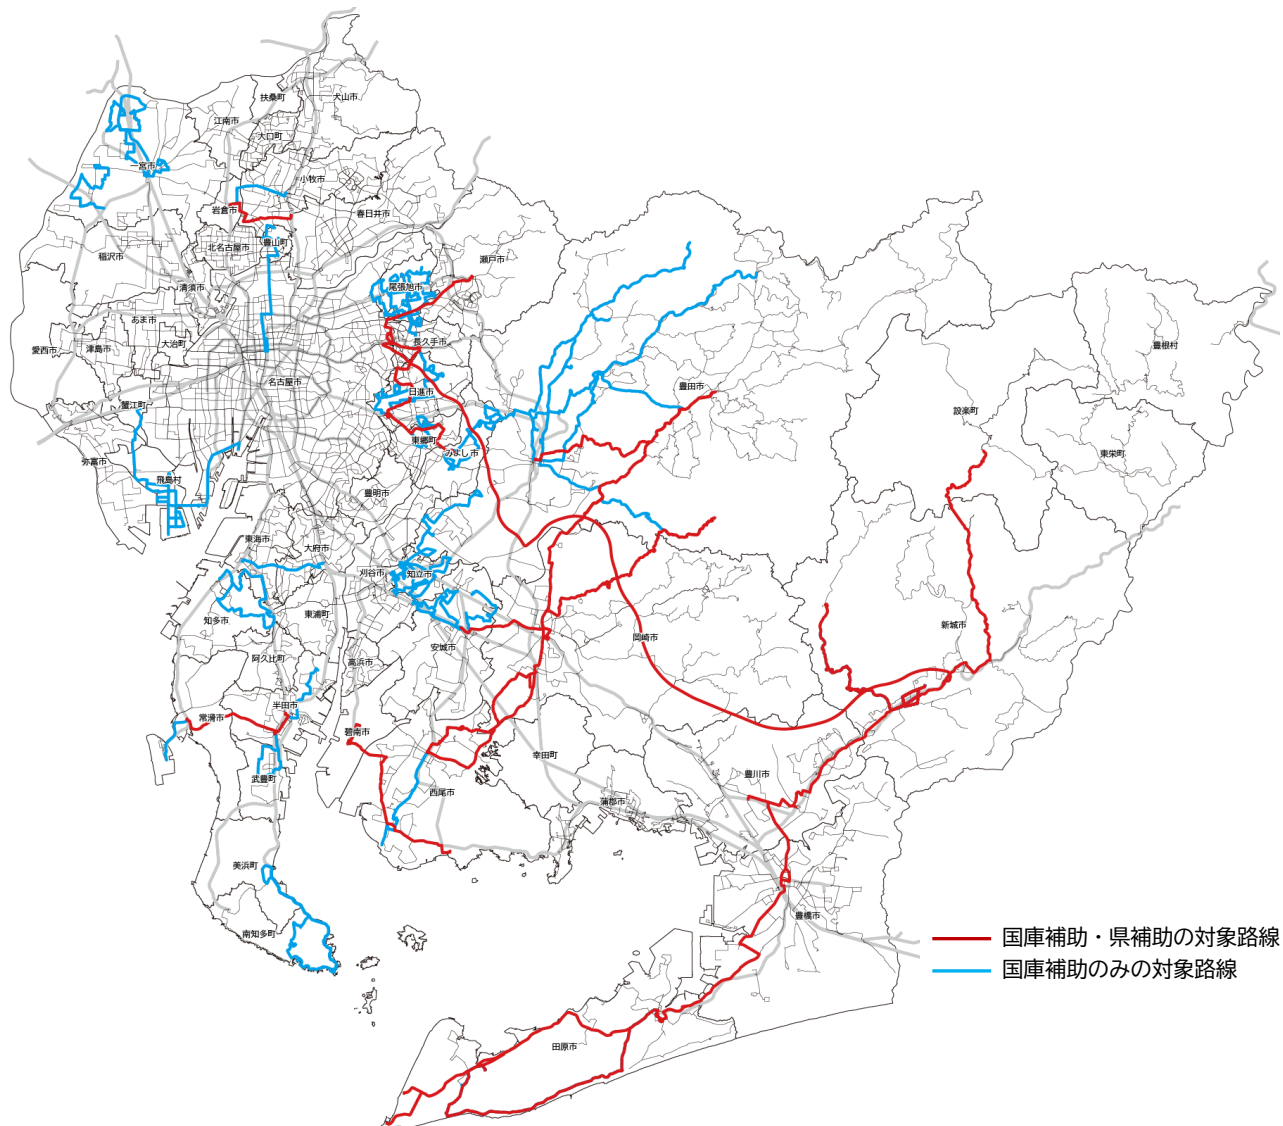 扶桑町
犬山市
江南市
大口町
一宮市
小牧市
岩倉市
春日井市
北名古屋市
豊山町
稲沢市
瀬戸市
清須市
尾張旭市
あま市
大治町
長久手市
愛西市
津島市
豊根村
名古屋市
豊田市
日進市
蟹江町
設楽町
東郷町
みよし市
東栄町
弥富市
飛島村
豊明市
東海市
大府市
刈谷市
知立市
知多市
東浦町
新城市
岡崎市
安城市
阿久比町
高浜市
半田市
常滑市
碧南市
幸田町
武豊町
豊川市
西尾市
蒲郡市
美浜町
豊橋市
南知多町
国庫補助・県補助の対象路線
国庫補助のみの対象路線
田原市